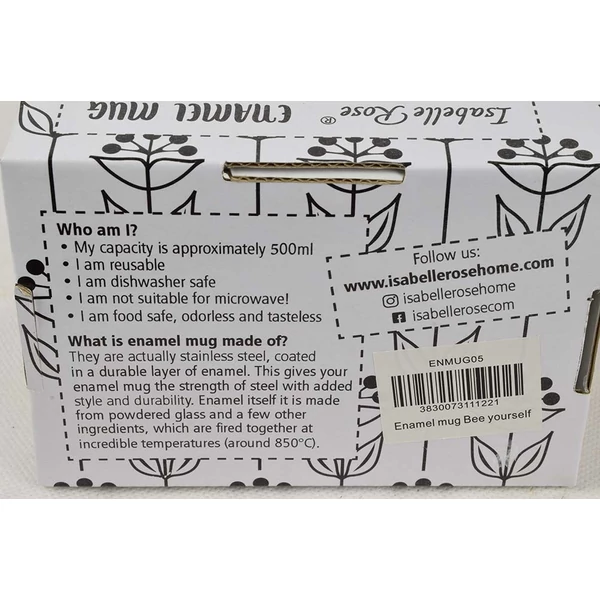 Isabelle Rose® ENAMEL MUG
Who am I?
• My capacity is approximately 500ml
• I am reusable
• I am dishwasher safe
• I am not suitable for microwave!
• I am food safe, odorless and tasteless
What is enamel mug made of?
They are actually stainless steel, coated
in a durable layer of enamel. This gives your
enamel mug the strength of steel with added
style and durability. Enamel itself it is made
from powdered glass and a few other
ingredients, which are fired together at
incredible temperatures (around 850°C).
Follow us:
www.isabellerosehome.com
isabellerosehome
isabellerosecom
ENMUG05
3830073111221
Enamel mug Bee yourself